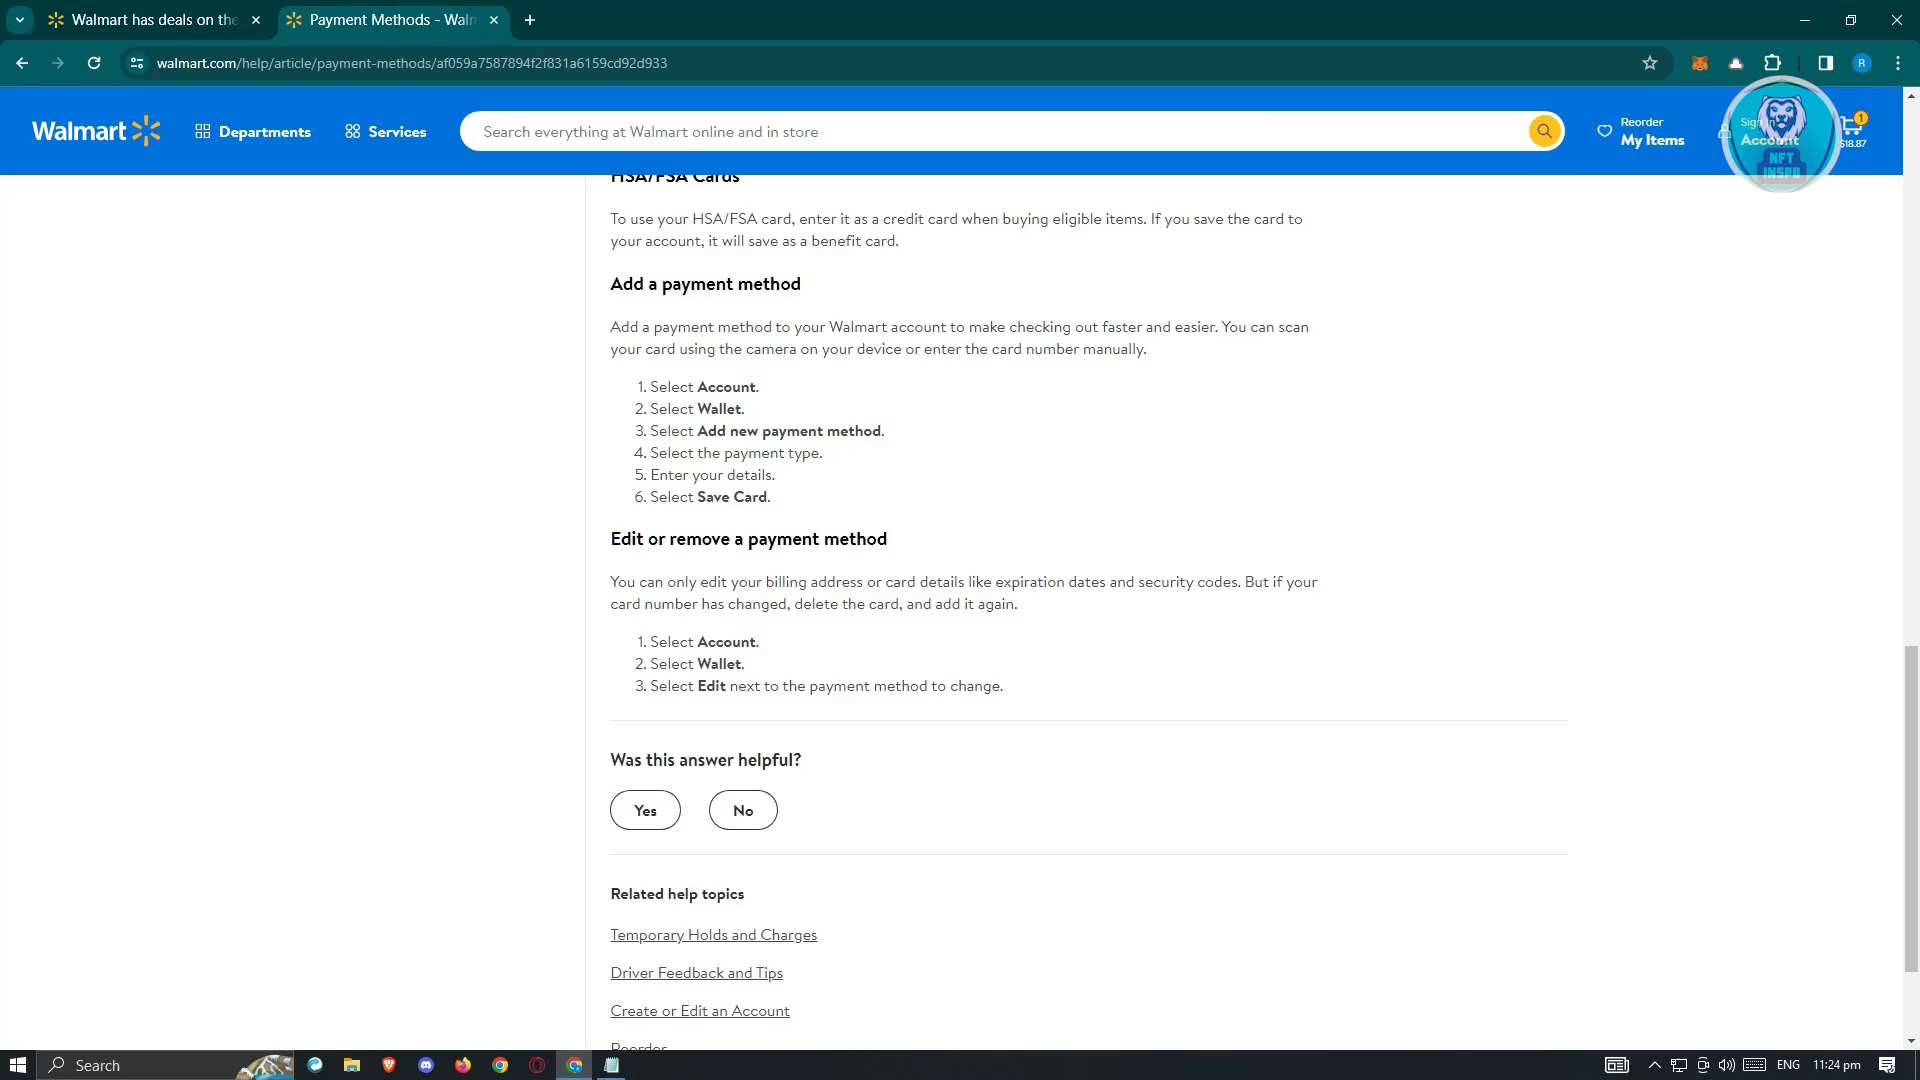 Walmart has deals on the
Payment Methods - Waln
walmart.com/help/article/payment-methods/af059a7587894f2f831a6159cd92d933
R
Walmart
Departments
Services
Search everything at Walmart online and in store
Reorder
My Items
Sign In
Account
1
$18.87
NFT
INSPO
HSA/FSA Cards
To use your HSA/FSA card, enter it as a credit card when buying eligible items. If you save the card to
your account, it will save as a benefit card.
Add a payment method
Add a payment method to your Walmart account to make checking out faster and easier. You can scan
your card using the camera on your device or enter the card number manually.
1. Select Account.
2. Select Wallet.
3. Select Add new payment method.
4. Select the payment type.
5. Enter your details.
6. Select Save Card.
Edit or remove a payment method
You can only edit your billing address or card details like expiration dates and security codes. But if your
card number has changed, delete the card, and add it again.
1. Select Account.
2. Select Wallet.
3. Select Edit next to the payment method to change.
Was this answer helpful?
Yes
No
Related help topics
Temporary Holds and Charges
Driver Feedback and Tips
Create or Edit an Account
Reorder
Search
ENG
11:24 pm